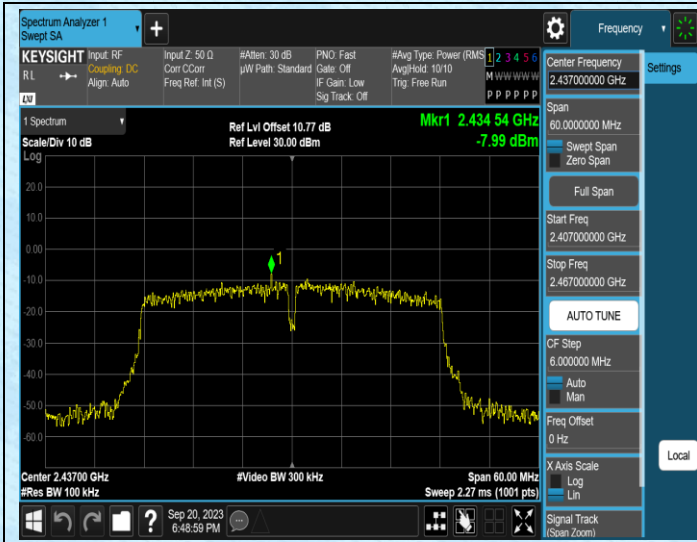 Spectrum Analyzer 1
Swept SA
Frequency
KEYSIGHT
RL
LXI
Input: RF
Coupling: DC
Align: Auto
Input Z: 50 Ω
Corr CCorr
Freq Ref: Int (S)
#Atten: 30 dB
µW Path: Standard
PNO: Fast
Gate: Off
IF Gain: Low
Sig Track: Off
#Avg Type: Power (RMS
Avg|Hold: 10/10
Trig: Free Run
1 2 3 4 5 6
M W W W W W
P P P P P P
1 Spectrum
Scale/Div 10 dB
Log
Ref Lvl Offset 10.77 dB
Ref Level 30.00 dBm
Mkr1 2.434 54 GHz
-7.99 dBm
20.0
10.0
0.00
-10.0
-20.0
-30.0
-40.0
-50.0
-60.0
1
Center 2.43700 GHz
#Res BW 100 kHz
#Video BW 300 kHz
Span 60.00 MHz
Sweep 2.27 ms (1001 pts)
Sep 20, 2023
6:48:59 PM
Center Frequency
2.437000000 GHz
Span
60.0000000 MHz
Swept Span
Zero Span
Full Span
Start Freq
2.407000000 GHz
Stop Freq
2.467000000 GHz
AUTO TUNE
CF Step
6.000000 MHz
Auto
Man
Freq Offset
0 Hz
X Axis Scale
Log
Lin
Signal Track
(Span Zoom)
Settings
Local